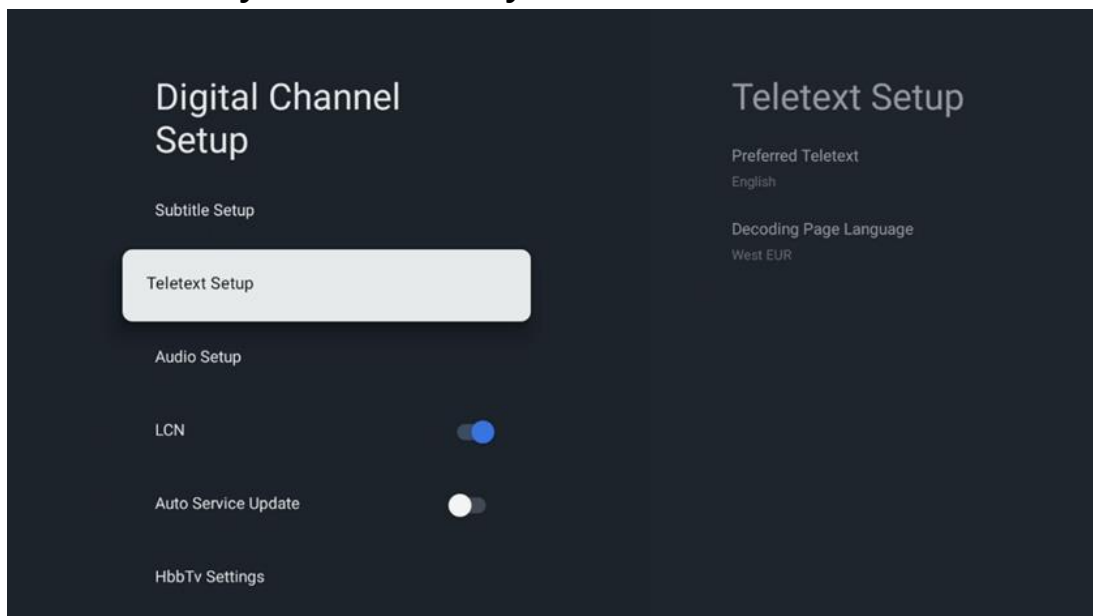 Digital Channel
Setup
Subtitle Setup
Teletext Setup
Audio Setup
LCN
Auto Service Update
HbbTv Settings
Teletext Setup
Preferred Teletext
English
Decoding Page Language
West EUR